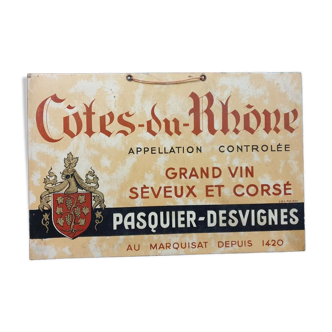 Côtes-du-Rhône
APPELLATION CONTROLÉE
GRAND VIN
SÈVEUX ET CORSÉ
PASQUIER-DESVIGNES
AU MARQUISAT DEPUIS 1420